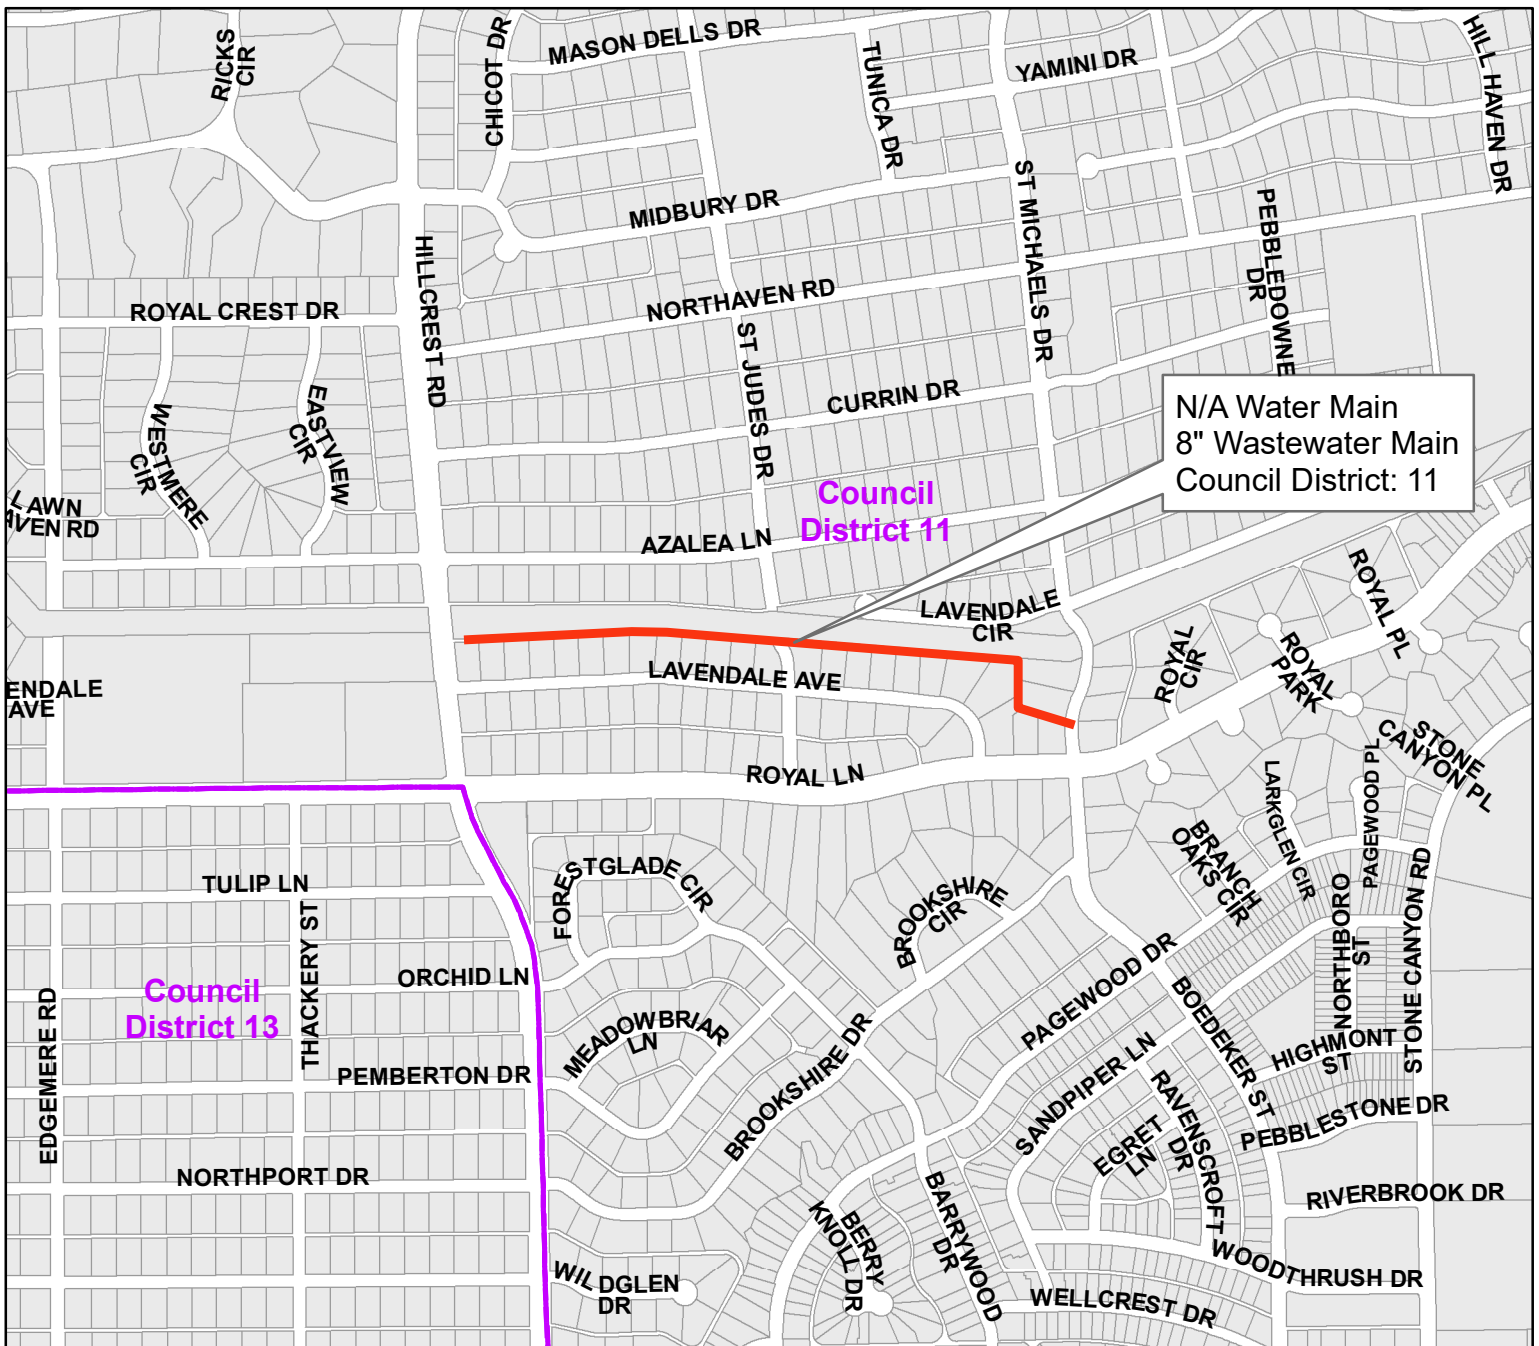 RICKS
CIR
CHICOT DR
MASON DELLS DR
TUNICA DR
YAMINI DR
HILL HAVEN DR
MIDBURY DR
ST MICHAELS DR
PEBBLEDOWNE
DR
HILLCREST RD
NORTHAVEN RD
ROYAL CREST DR
ST JUDES DR
CURRIN DR
WESTMERE
CIR
EASTVIEW
CIR
N/A Water Main
8" Wastewater Main
Council District: 11
LAWN
AVEN RD
Council
District 11
AZALEA LN
LAVENDALE
CIR
ROYAL PL
ROYAL
CIR
ROYAL
PARK
ENDALE
AVE
LAVENDALE AVE
STONE
CANYON PL
ROYAL LN
LARKGLEN CIR
PAGEWOOD PL
BRANCH
OAKS CIR
TULIP LN
FORESTGLADE CIR
BROOKSHIRE
CIR
THACKERY ST
NORTHBORO
ST
STONE CANYON RD
ORCHID LN
Council
District 13
EDGEMERE RD
PAGEWOOD DR
BOEDEKER ST
MEADOWBRIAR
LN
BROOKSHIRE DR
HIGHMONT
ST
PEMBERTON DR
SANDPIPER LN
RAVENSCROFT
DR
EGRET
LN
PEBBLESTONE DR
NORTHPORT DR
BARRYWOOD
DR
RIVERBROOK DR
BERRY
KNOLL DR
WOODTHRUSH DR
WILDGLEN
DR
WELLCREST DR